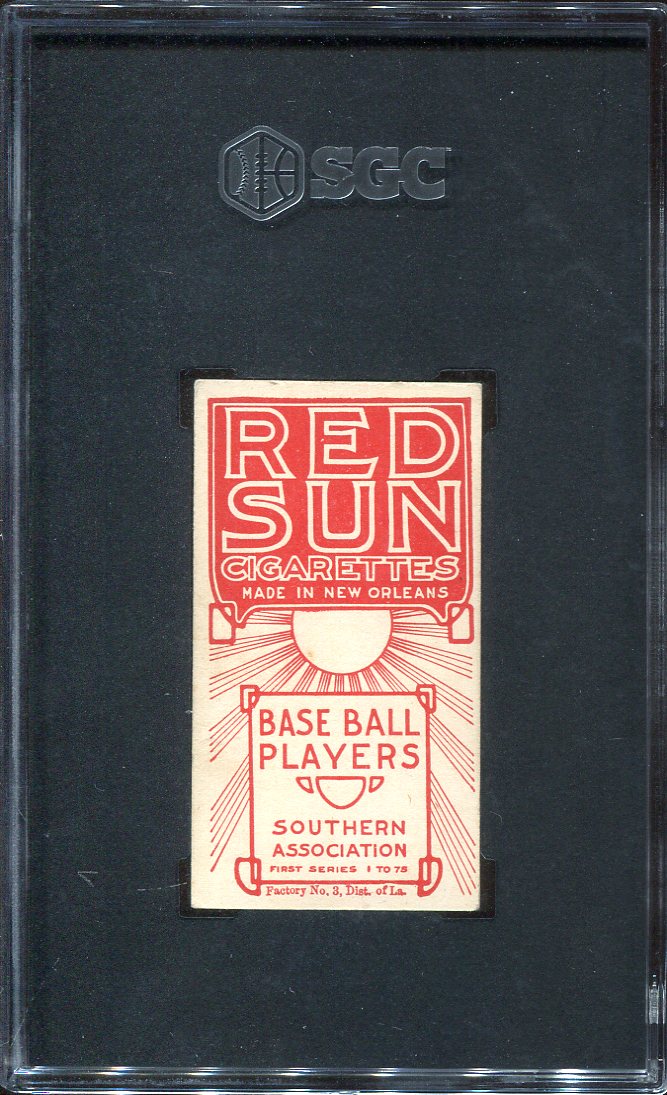 SGC
RED
SUN
CIGARETTES
MADE IN NEW ORLEANS
BASE BALL
PLAYERS
SOUTHERN
ASSOCIATION
FIRST SERIES 1 TO 75
Factory No. 3, Dist. of La.